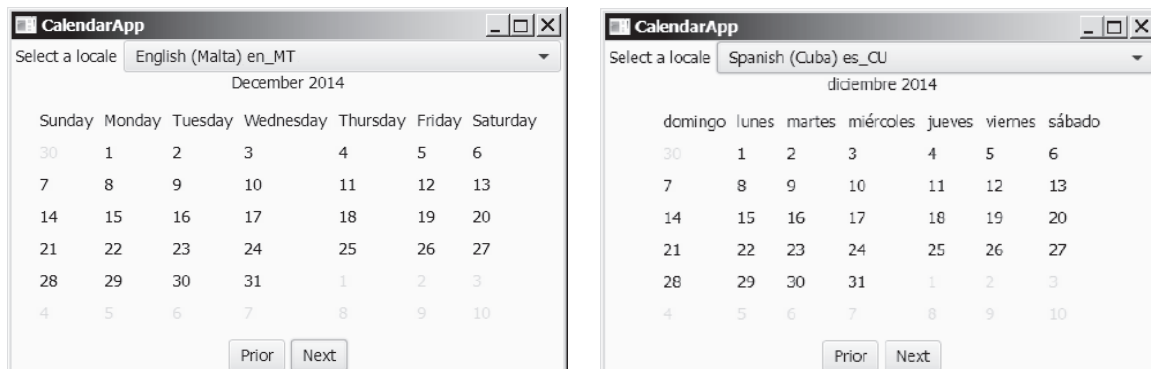 CalendarApp
Select a locale English (Malta) en_MT
December 2014
Sunday Monday Tuesday Wednesday Thursday Friday Saturday
30 1 2 3 4 5 6
7 8 9 10 11 12 13
14 15 16 17 18 19 20
21 22 23 24 25 26 27
28 29 30 31 1 2 3
4 5 6 7 8 9 10
Prior Next
CalendarApp
Select a locale Spanish (Cuba) es_CU
diciembre 2014
domingo lunes martes miércoles jueves viernes sábado
30 1 2 3 4 5 6
7 8 9 10 11 12 13
14 15 16 17 18 19 20
21 22 23 24 25 26 27
28 29 30 31 1 2 3
4 5 6 7 8 9 10
Prior Next